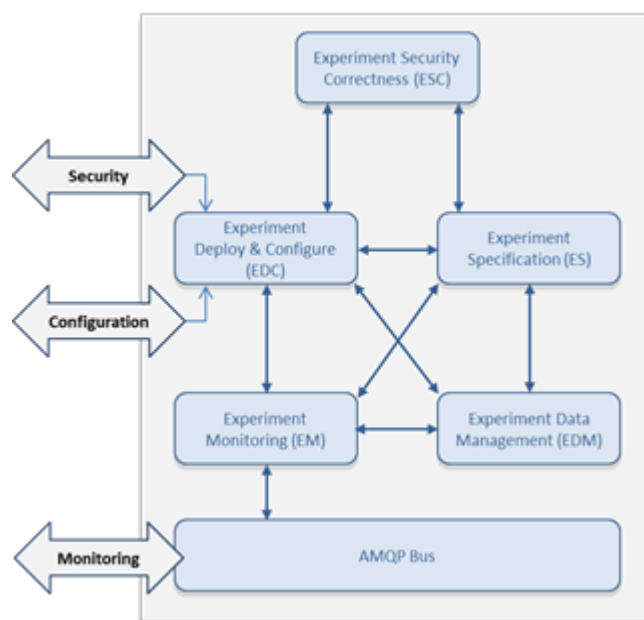 Experiment Security
Correctness (ESC)
Security
Experiment
Deploy & Configure
(EDC)
Experiment
Specification (ES)
Configuration
Experiment
Monitoring (EM)
Experiment Data
Management (EDM)
Monitoring
AMQP Bus